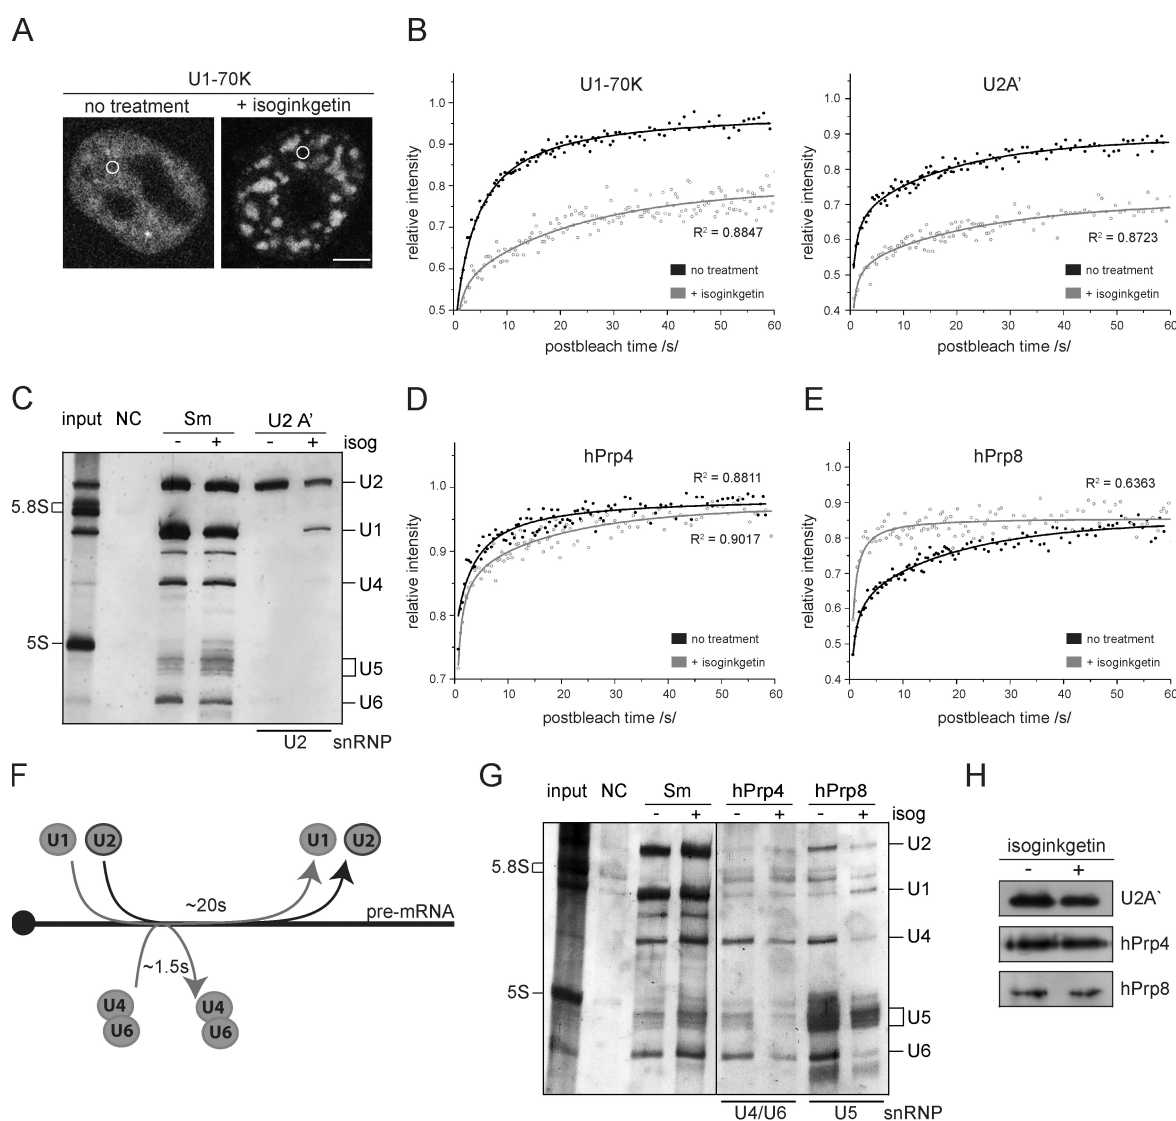 A
U1-70K
no treatment + isoginkgetin
B
U1-70K
relative intensity
1.0
0.9
0.8
0.7
0.6
0.5
0 10 20 30 40 50 60
postbleach time /s/
R² = 0.8847
no treatment
+ isoginkgetin
U2A'
relative intensity
1.0
0.9
0.8
0.7
0.6
0.5
0.4
0 10 20 30 40 50 60
postbleach time /s/
R² = 0.8723
no treatment
+ isoginkgetin
C
input NC Sm U2 A'
- + - + isog
5.8S
5S
U2
U1
U4
U5
U6
U2 snRNP
D
hPrp4
relative intensity
1.0
0.9
0.8
0.7
0 10 20 30 40 50 60
postbleach time /s/
R² = 0.8811
R² = 0.9017
no treatment
+ isoginkgetin
E
hPrp8
relative intensity
1.0
0.9
0.8
0.7
0.6
0.5
0.4
0 10 20 30 40 50 60
postbleach time /s/
R² = 0.6363
no treatment
+ isoginkgetin
F
U1 U2 U1 U2
~20s
pre-mRNA
~1.5s
U4 U4
U6 U6
G
input NC Sm hPrp4 hPrp8
- + - + - + isog
5.8S
5S
U2
U1
U4
U5
U6
U4/U6 U5 snRNP
H
isoginkgetin
- +
U2A`
hPrp4
hPrp8